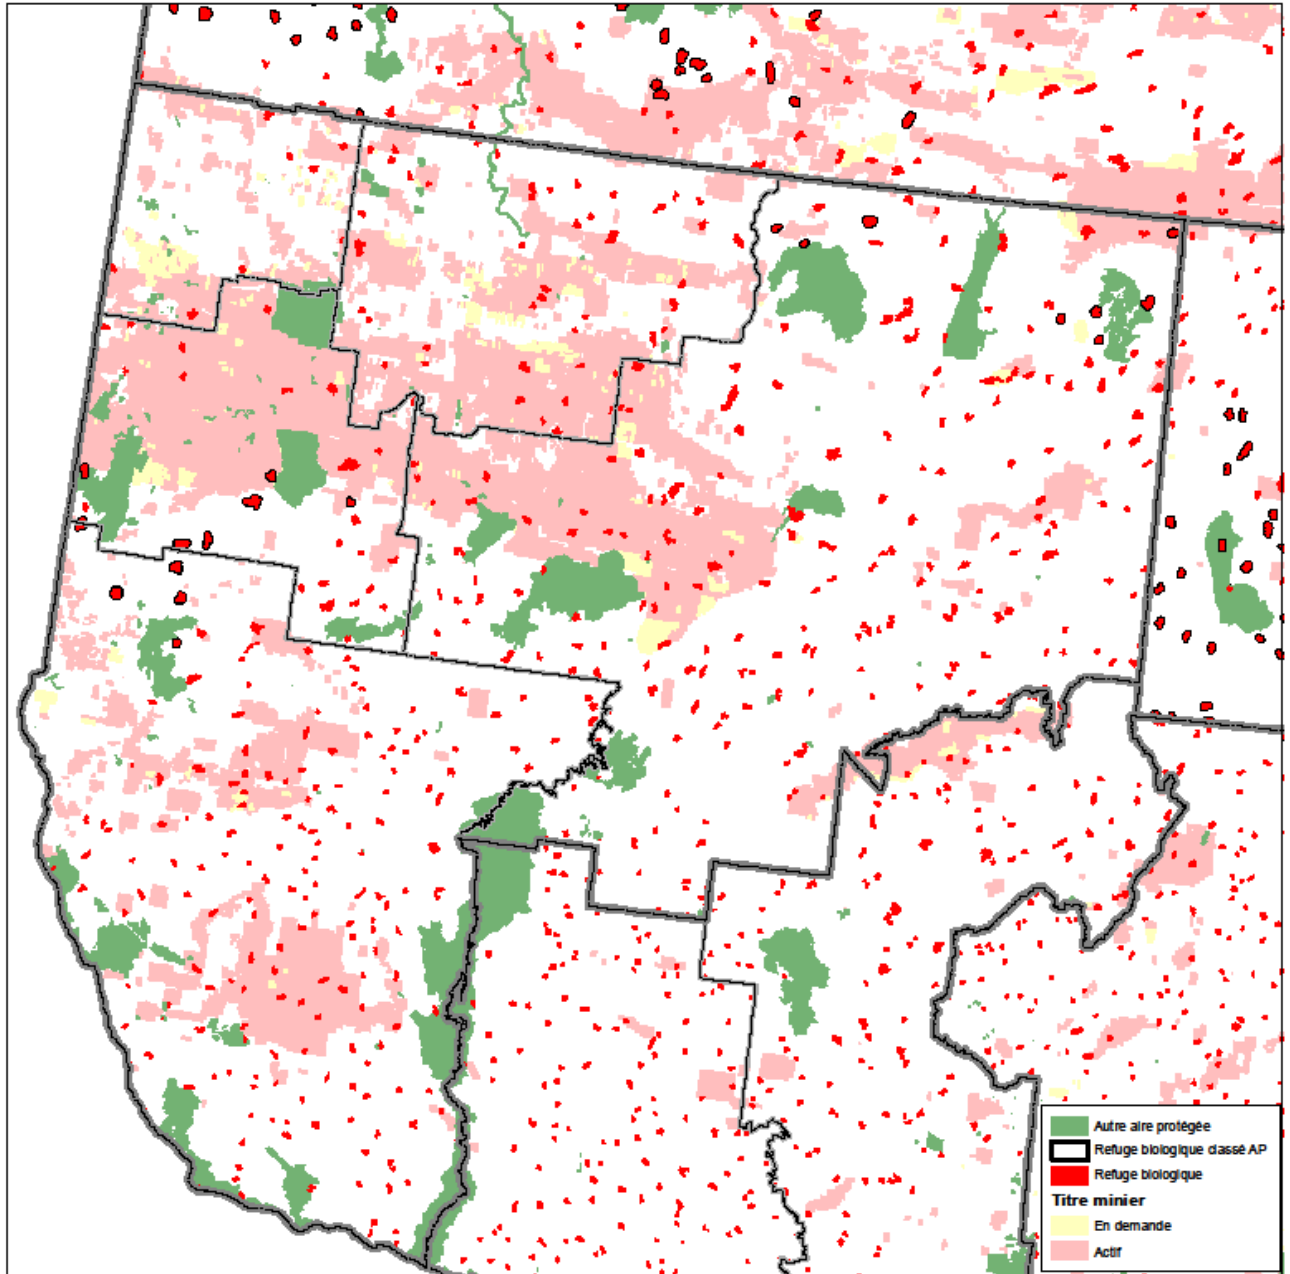 Autre aire protégée
Refuge biologique classé AP
Refuge biologique
Titre minier
En demande
Actif